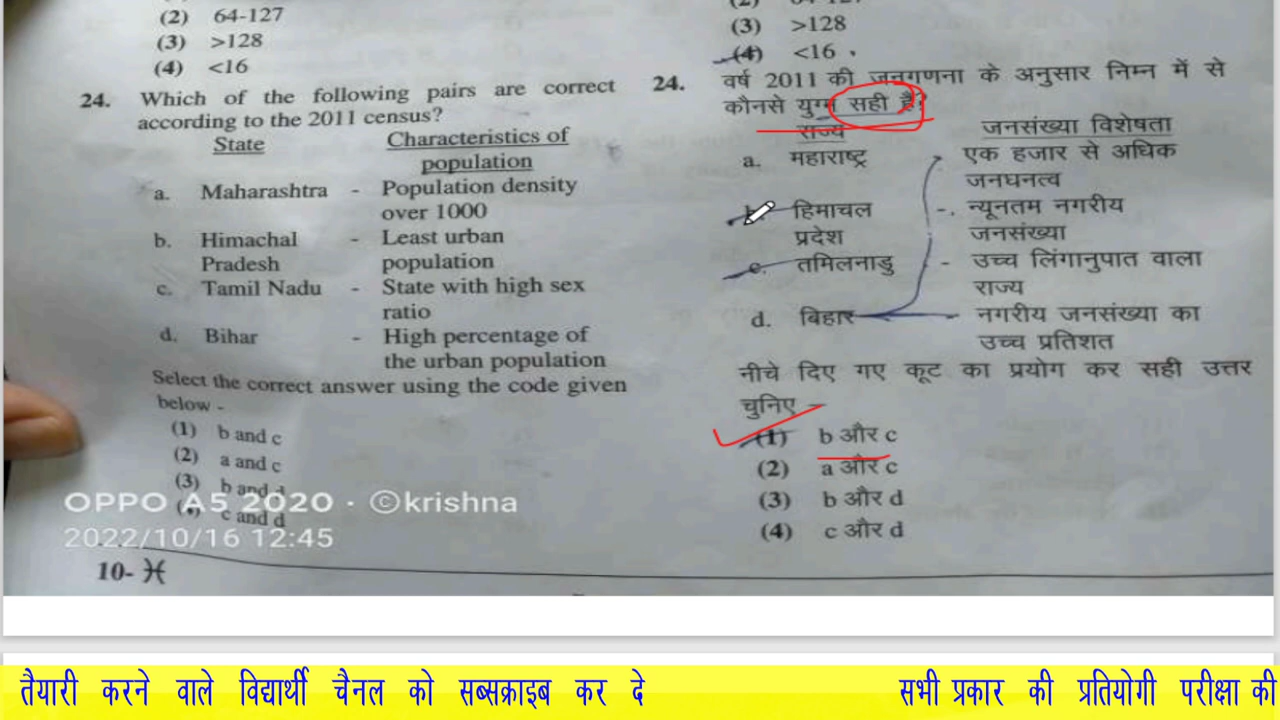 (2) 64-127
(3) >128
(4) <16
24. Which of the following pairs are correct
according to the 2011 census?
State Characteristics of
population
a. Maharashtra - Population density
over 1000
b. Himachal - Least urban
Pradesh population
c. Tamil Nadu - State with high sex
ratio
d. Bihar - High percentage of
the urban population
Select the correct answer using the code given
below -
(1) b and c
(2) a and c
(3) b and d
c and d
(3) >128
(4) <16
24. वर्ष 2011 की जनगणना के अनुसार निम्न में से
कौनसे युग्म सही है?
राज्य जनसंख्या विशेषता
a. महाराष्ट्र एक हजार से अधिक
जनघनत्व
हिमाचल - न्यूनतम नगरीय
प्रदेश जनसंख्या
c. तमिलनाडु - उच्च लिंगानुपात वाला
राज्य
d. बिहार नगरीय जनसंख्या का
उच्च प्रतिशत
नीचे दिए गए कूट का प्रयोग कर सही उत्तर
चुनिए -
(1) b और c
(2) a और c
(3) b और d
(4) c और d
OPPO A5 2020 · ©krishna
2022/10/16 12:45
10-
तैयारी करने वाले विद्यार्थी चैनल को सब्सक्राइब कर दे सभी प्रकार की प्रतियोगी परीक्षा की